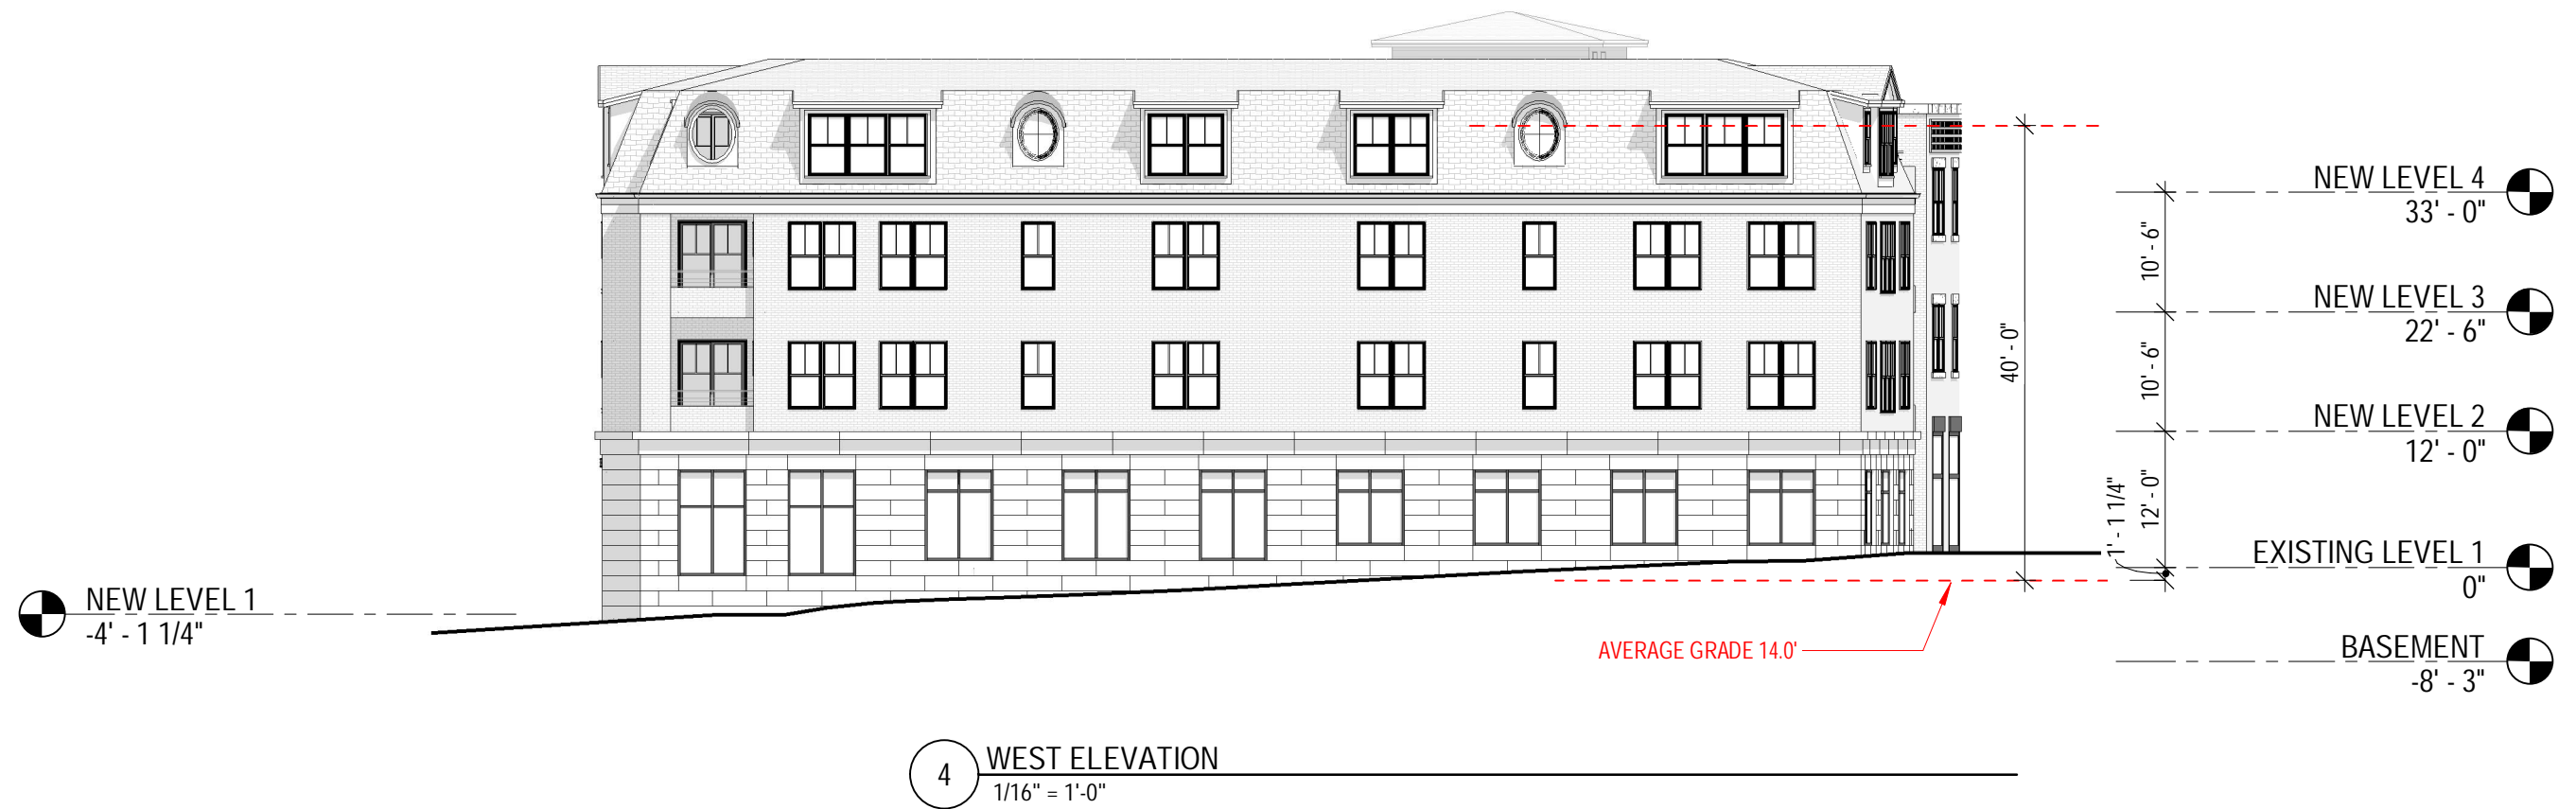 NEW LEVEL 4
33' - 0"
10' - 6"
NEW LEVEL 3
22' - 6"
40' - 0"
10' - 6"
NEW LEVEL 2
12' - 0"
1' - 1 1/4"
12' - 0"
EXISTING LEVEL 1
0"
NEW LEVEL 1
-4' - 1 1/4"
AVERAGE GRADE 14.0'
BASEMENT
-8' - 3"
4
WEST ELEVATION
1/16" = 1'-0"